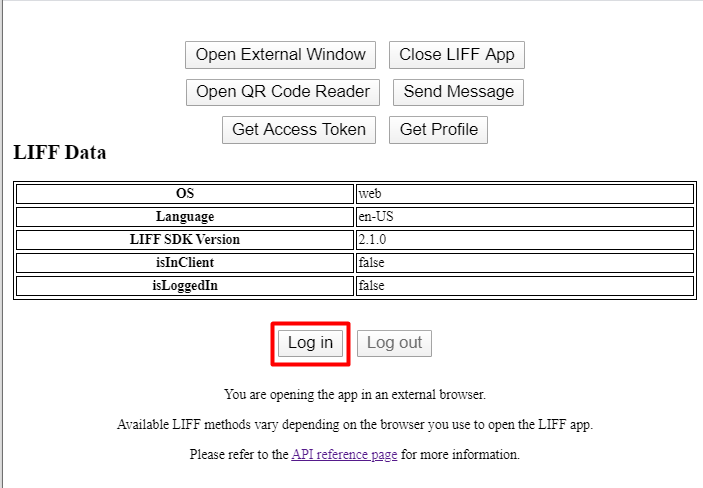 Open External Window Close LIFF App
Open QR Code Reader Send Message
Get Access Token Get Profile
LIFF Data
OS web
Language en-US
LIFF SDK Version 2.1.0
isInClient false
isLoggedIn false
Log in Log out
You are opening the app in an external browser.
Available LIFF methods vary depending on the browser you use to open the LIFF app.
Please refer to the API reference page for more information.